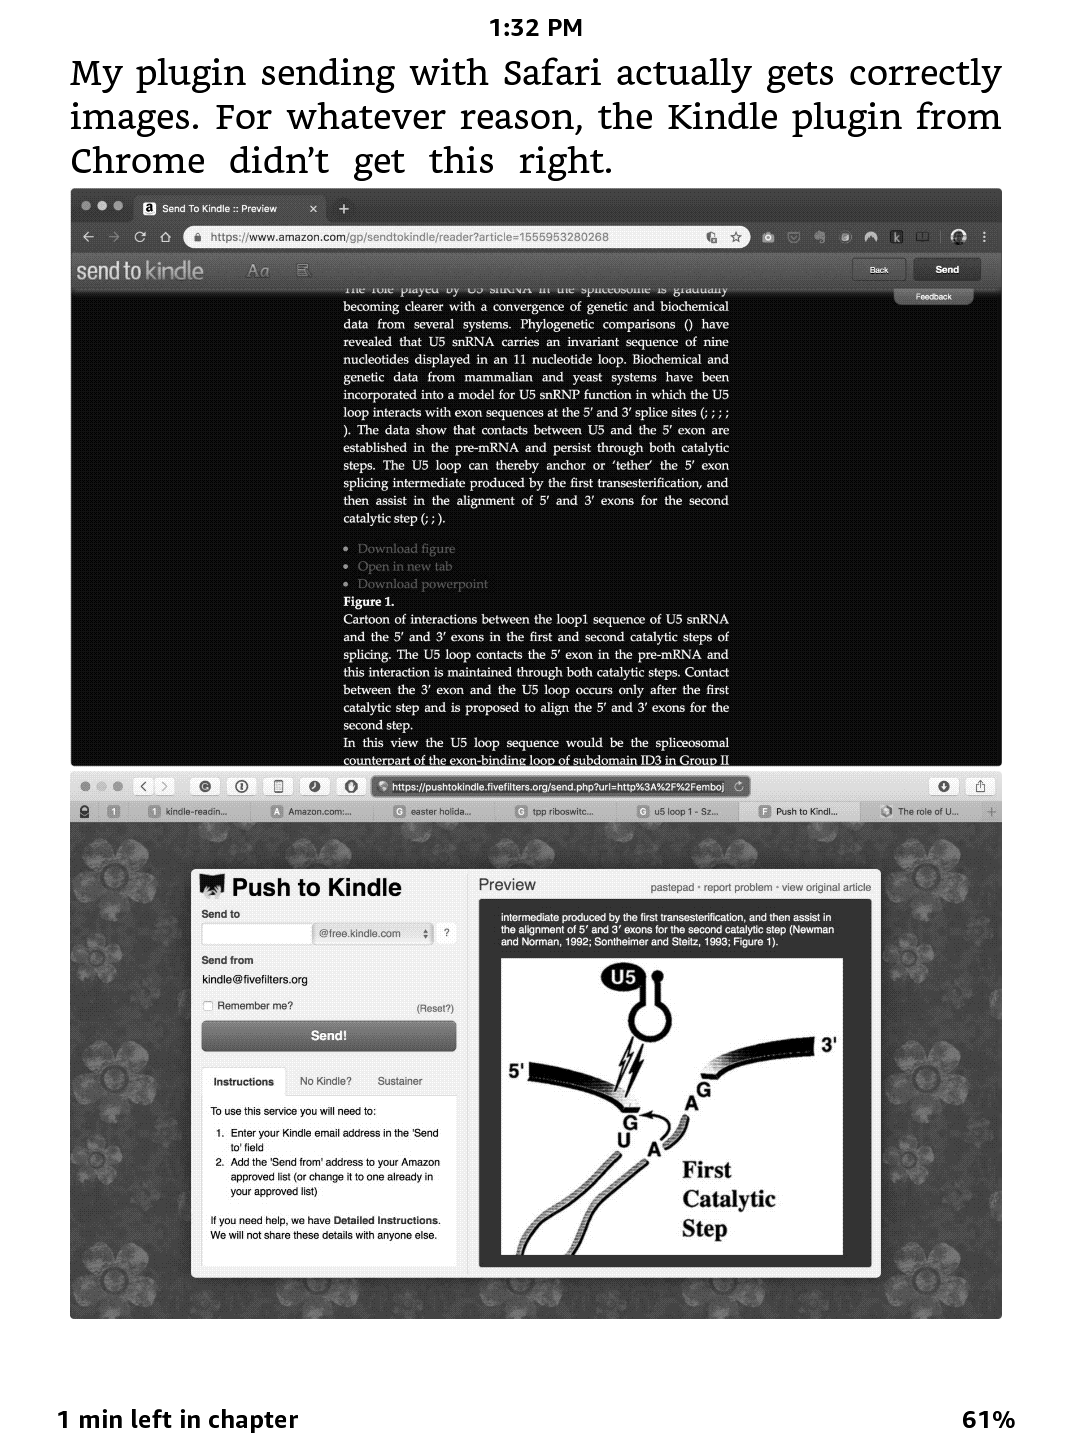 1:32 PM
My plugin sending with Safari actually gets correctly
images. For whatever reason, the Kindle plugin from
Chrome didn’t get this right.
a Send To Kindle :: Preview × +
https://www.amazon.com/gp/sendtokindle/reader?article=1555953280268
send to kindle Aa Back Send
Feedback
The role played by U5 snRNA in the spliceosome is gradually
becoming clearer with a convergence of genetic and biochemical
data from several systems. Phylogenetic comparisons () have
revealed that U5 snRNA carries an invariant sequence of nine
nucleotides displayed in an 11 nucleotide loop. Biochemical and
genetic data from mammalian and yeast systems have been
incorporated into a model for U5 snRNP function in which the U5
loop interacts with exon sequences at the 5′ and 3′ splice sites (; ; ; ;
). The data show that contacts between U5 and the 5′ exon are
established in the pre-mRNA and persist through both catalytic
steps. The U5 loop can thereby anchor or ‘tether’ the 5′ exon
splicing intermediate produced by the first transesterification, and
then assist in the alignment of 5′ and 3′ exons for the second
catalytic step (; ; ).
• Download figure
• Open in new tab
• Download powerpoint
Figure 1.
Cartoon of interactions between the loop1 sequence of U5 snRNA
and the 5′ and 3′ exons in the first and second catalytic steps of
splicing. The U5 loop contacts the 5′ exon in the pre-mRNA and
this interaction is maintained through both catalytic steps. Contact
between the 3′ exon and the U5 loop occurs only after the first
catalytic step and is proposed to align the 5′ and 3′ exons for the
second step.
In this view the U5 loop sequence would be the spliceosomal
counterpart of the exon-binding loop of subdomain ID3 in Group II
https://pushtokindle.fivefilters.org/send.php?url=http%3A%2F%2Femboj
1 1 kindle-readin... A Amazon.com:... G easter holida... G tpp riboswitc... G u5 loop 1 - Sz... F Push to Kindl... The role of U... +
Push to Kindle
Send to
@free.kindle.com ?
Send from
kindle@fivefilters.org
Remember me? (Reset?)
Send!
Instructions No Kindle? Sustainer
To use this service you will need to:
1. Enter your Kindle email address in the 'Send
to' field
2. Add the 'Send from' address to your Amazon
approved list (or change it to one already in
your approved list)
If you need help, we have Detailed Instructions.
We will not share these details with anyone else.
Preview pastepad · report problem · view original article
intermediate produced by the first transesterification, and then assist in
the alignment of 5′ and 3′ exons for the second catalytic step (Newman
and Norman, 1992; Sontheimer and Steitz, 1993; Figure 1).
U5
5' 3'
G
A
G
U A
First
Catalytic
Step
1 min left in chapter 61%